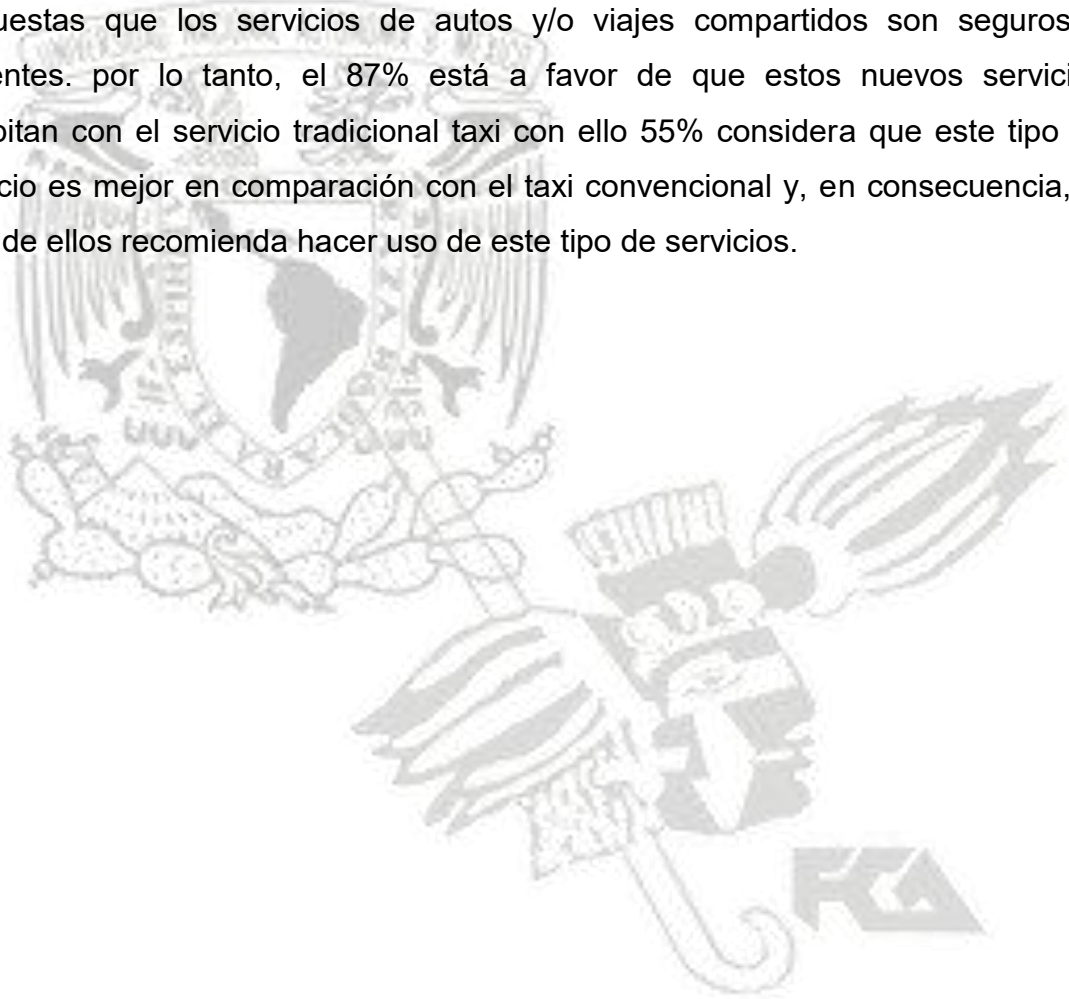 uestas que los servicios de autos y/o viajes compartidos son seguros
entes. por lo tanto, el 87% está a favor de que estos nuevos servici
pitan con el servicio tradicional taxi con ello 55% considera que este tipo
cio es mejor en comparación con el taxi convencional y, en consecuencia,
de ellos recomienda hacer uso de este tipo de servicios.
FCA